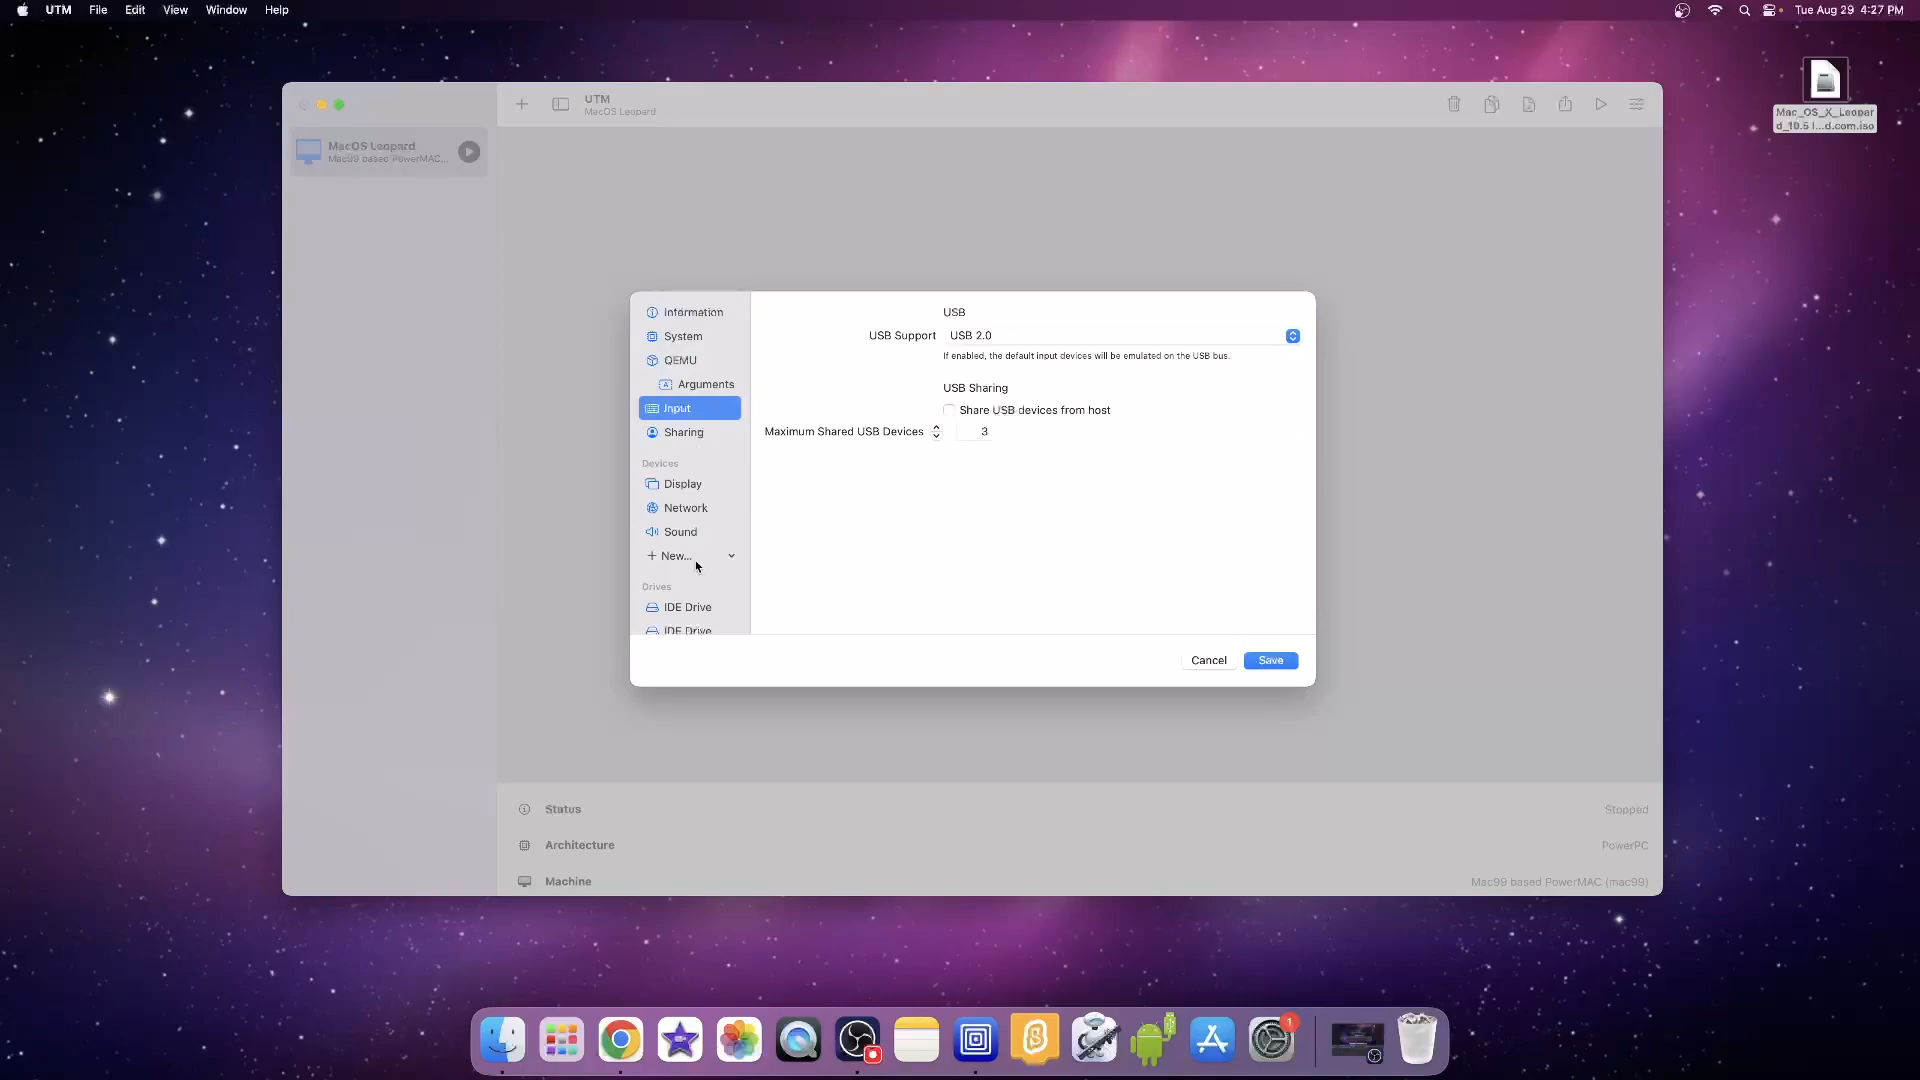 UTM File Edit View Window Help
Tue Aug 29 4:27 PM
Mac_OS_X_Leopar
d_10.5 I...d.com.iso
UTM
MacOS Leopard
MacOS Leopard
Mac99 based PowerMAC...
Information
System
QEMU
Arguments
Input
Sharing
Devices
Display
Network
Sound
New...
Drives
IDE Drive
IDE Drive
USB
USB Support USB 2.0
If enabled, the default input devices will be emulated on the USB bus.
USB Sharing
Share USB devices from host
Maximum Shared USB Devices 3
Cancel Save
Status Stopped
Architecture PowerPC
Machine Mac99 based PowerMAC (mac99)
1